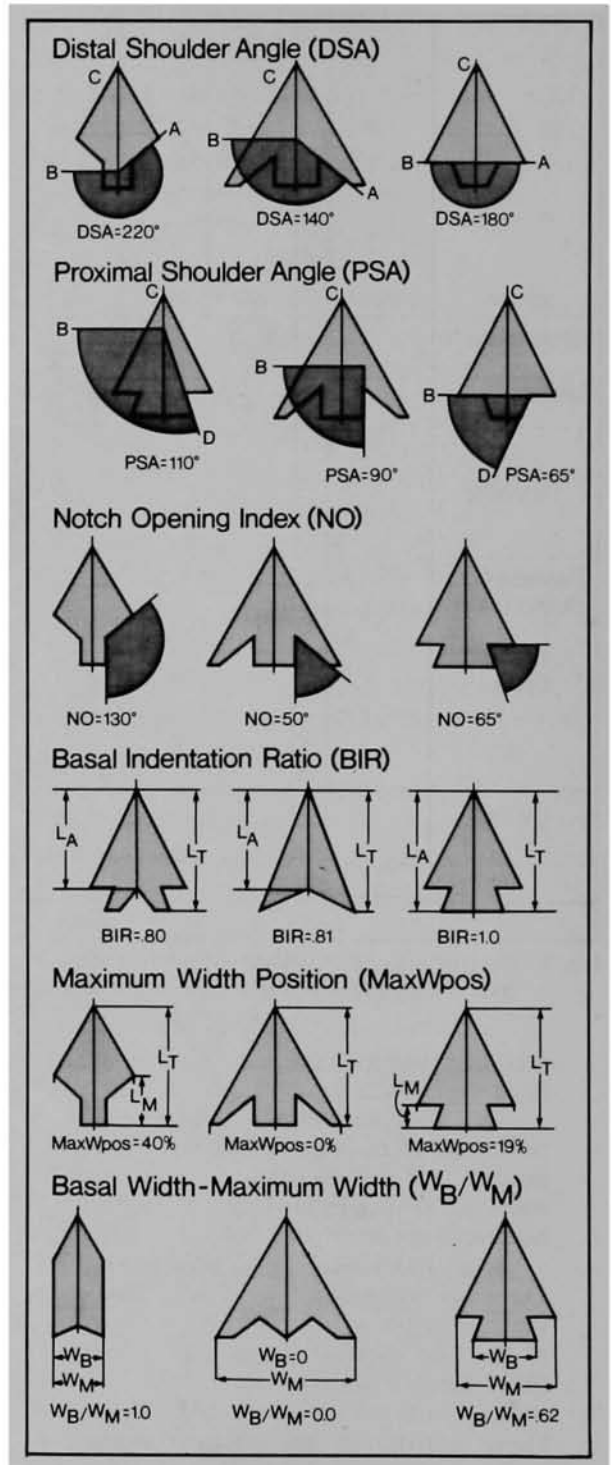 Distal Shoulder Angle (DSA)
C C C
A
B B B A
A
DSA=220° DSA=140° DSA=180°
Proximal Shoulder Angle (PSA)
C C C
B
B B
D
PSA=110° PSA=90° D PSA=65°
Notch Opening Index (NO)
NO=130° NO=50° NO=65°
Basal Indentation Ratio (BIR)
LA LT LA LT LA LT
BIR=.80 BIR=.81 BIR=1.0
Maximum Width Position (MaxWpos)
LT LM LT LM LT
MaxWpos=40% MaxWpos=0% MaxWpos=19%
Basal Width-Maximum Width (WB/WM)
WB WB=0 WB
WM WM WM
WB/WM=1.0 WB/WM=0.0 WB/WM=.62